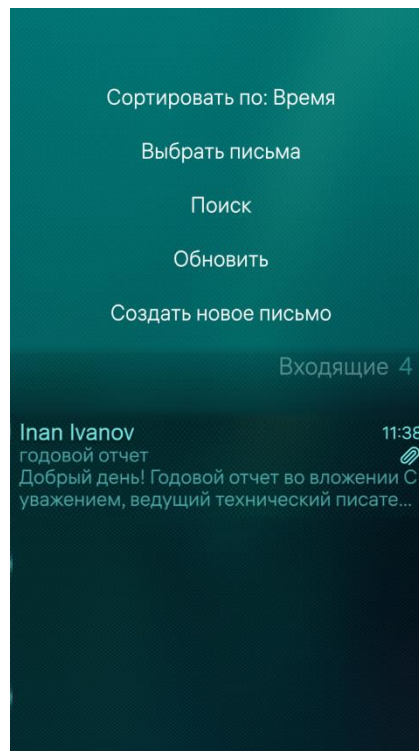 Сортировать по: Время
Выбрать письма
Поиск
Обновить
Создать новое письмо
Входящие 4
Inan Ivanov 11:38
годовой отчет
Добрый день! Годовой отчет во вложении С
уважением, ведущий технический писате...